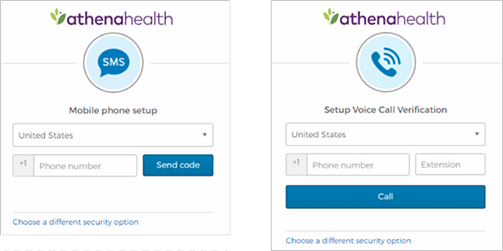 athenahealth
SMS
Mobile phone setup
United States
+1 Phone number Send code
Choose a different security option
athenahealth
Setup Voice Call Verification
United States
+1 Phone number Extension
Call
Choose a different security option